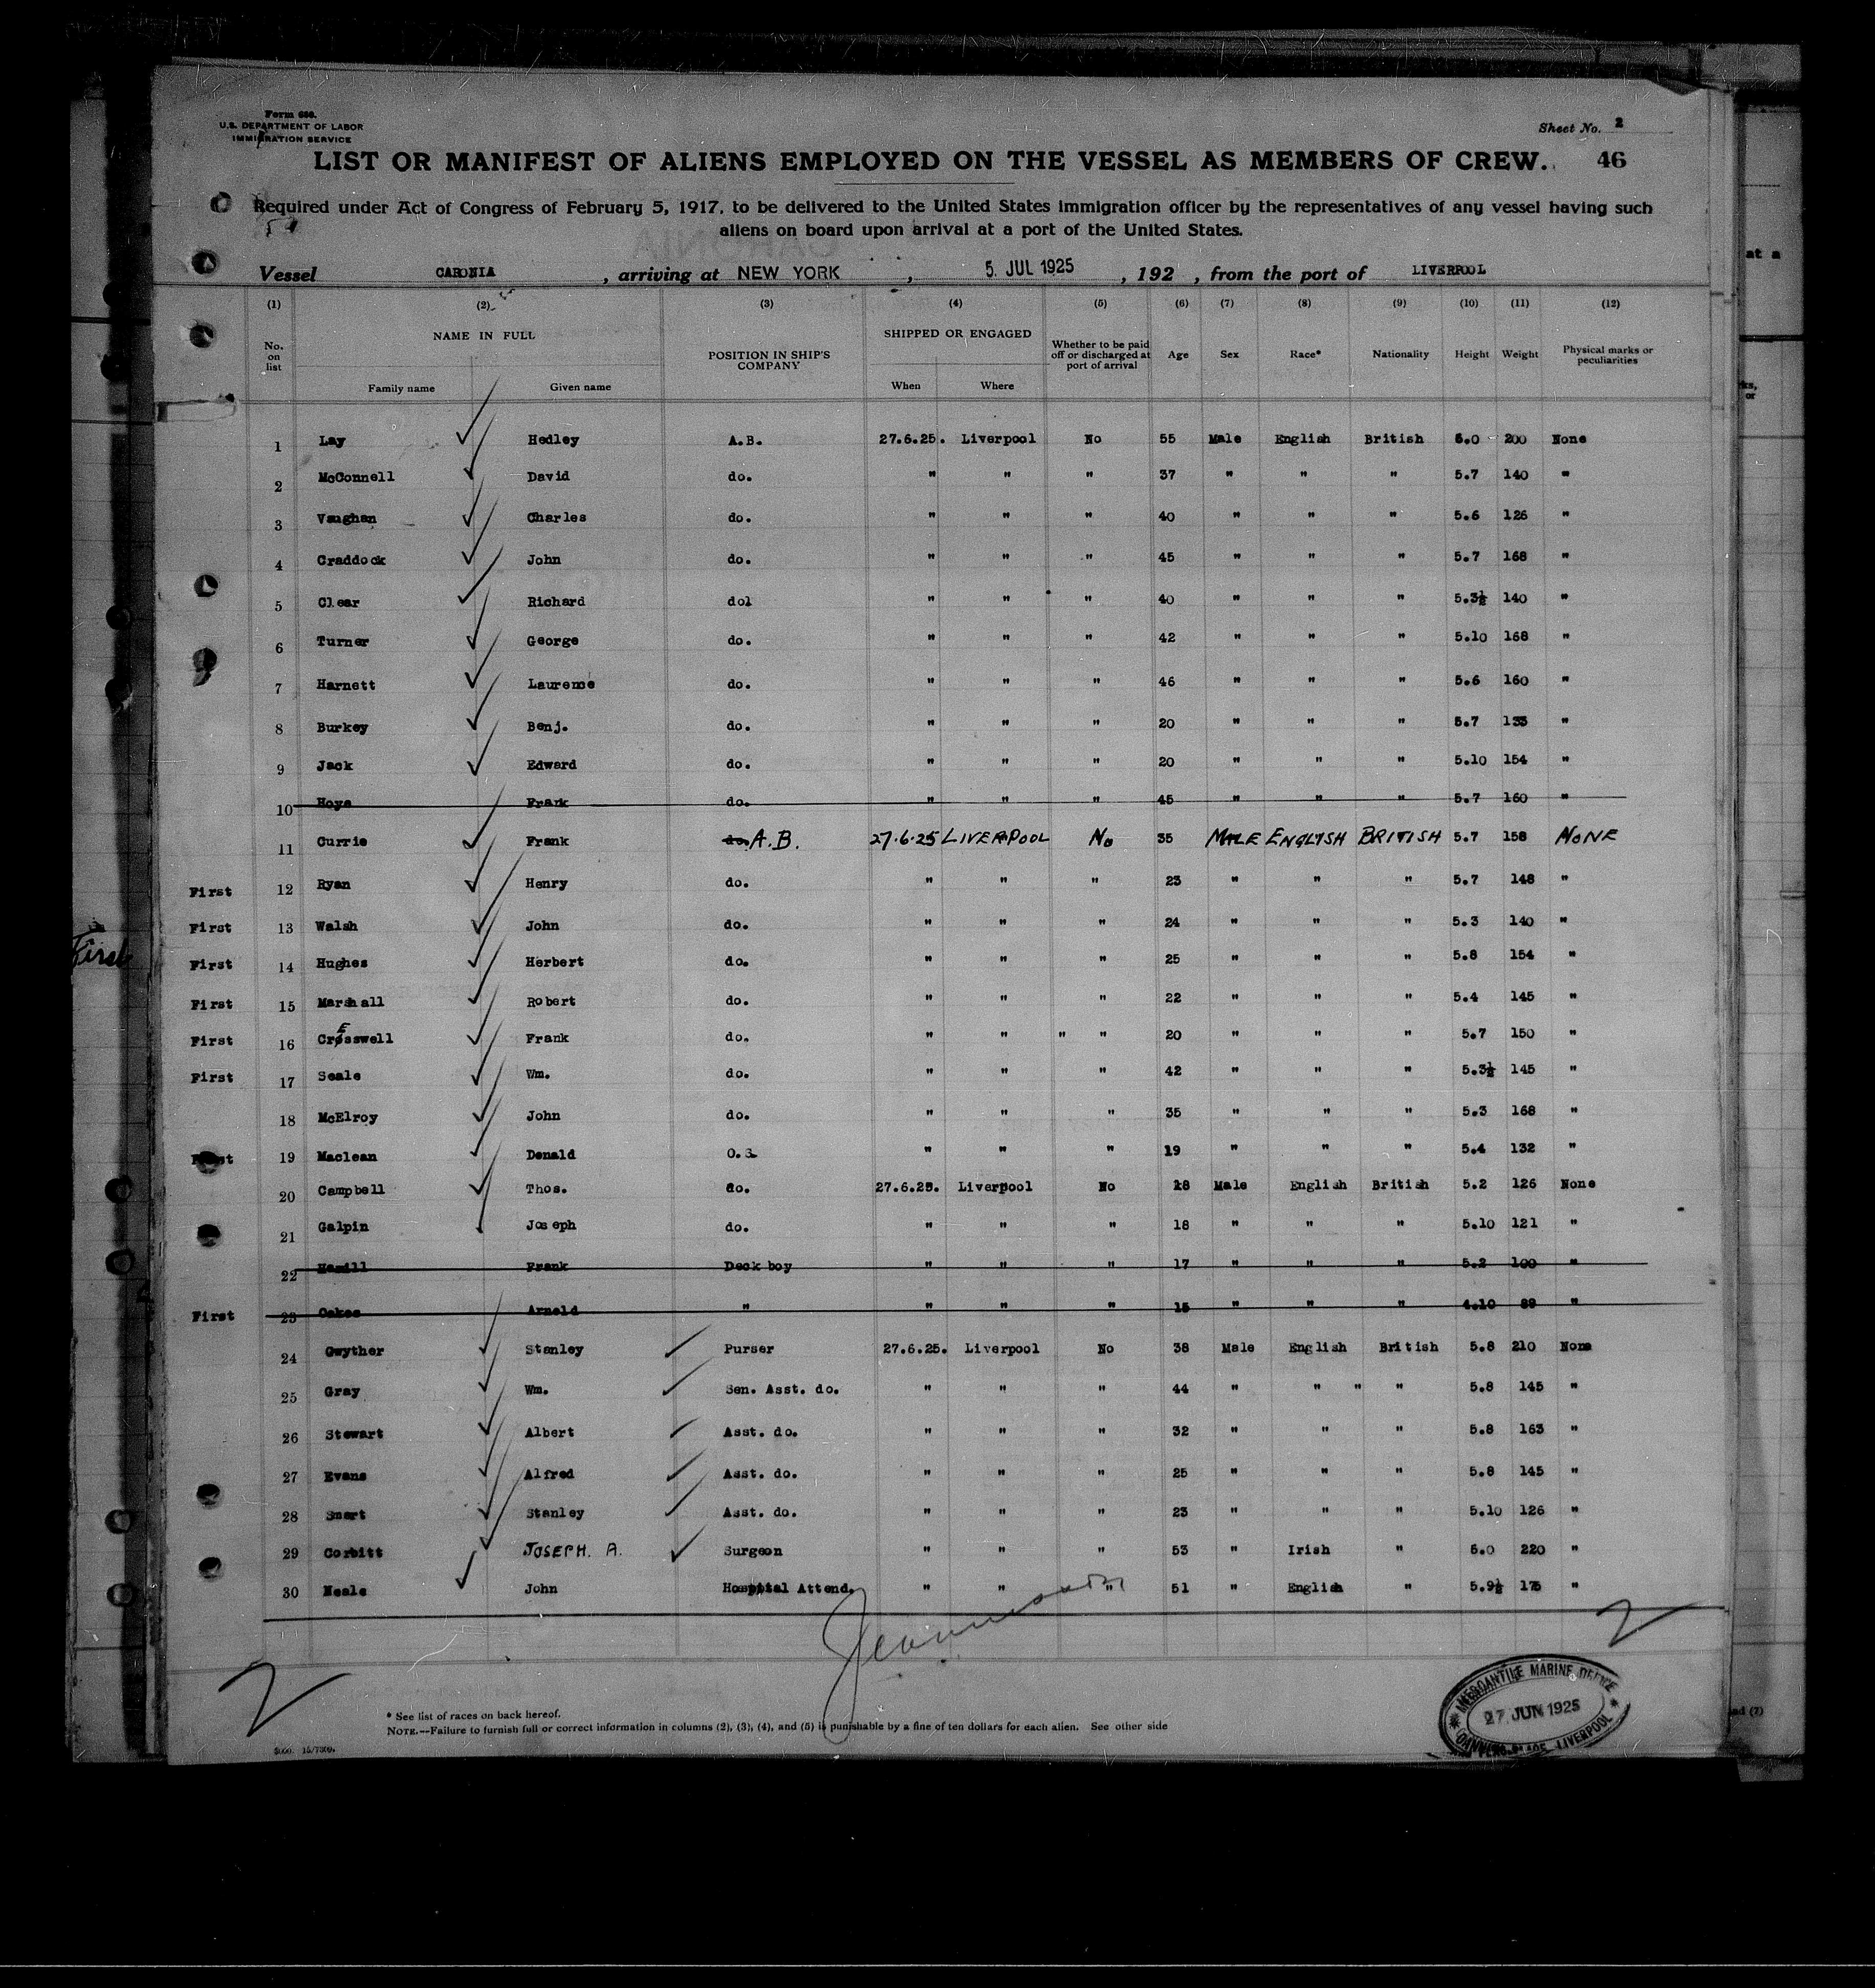 Form 686.
U.S. DEPARTMENT OF LABOR
IMMIGRATION SERVICE
Sheet No. 2
LIST OR MANIFEST OF ALIENS EMPLOYED ON THE VESSEL AS MEMBERS OF CREW. 46
Required under Act of Congress of February 5, 1917, to be delivered to the United States immigration officer by the representatives of any vessel having such
aliens on board upon arrival at a port of the United States.
Vessel CARONIA, arriving at NEW YORK, 5. JUL 1925, 192 , from the port of LIVERPOOL
(1) (2) (3) (4) (5) (6) (7) (8) (9) (10) (11) (12)
No. on list NAME IN FULL Family name Given name POSITION IN SHIP'S COMPANY SHIPPED OR ENGAGED When Where Whether to be paid off or discharged at port of arrival Age Sex Race* Nationality Height Weight Physical marks or peculiarities
1 Lay Hedley A.B. 27.6.25. Liverpool No 55 Male English British 6.0 200 None
2 McConnell David do. " " " 37 " " " 5.7 140 "
3 Vaughan Charles do. " " " 40 " " " 5.6 126 "
4 Craddock John do. " " " 45 " " " 5.7 168 "
5 Clear Richard dol " " " 40 " " " 5.3½ 140 "
6 Turner George do. " " " 42 " " " 5.10 168 "
7 Harnett Laurence do. " " " 46 " " " 5.6 160 "
8 Burkey Benj. do. " " " 20 " " " 5.7 133 "
9 Jack Edward do. " " " 20 " " " 5.10 154 "
10 Hoye Frank do. " " " 45 " " " 5.7 160 "
11 Currie Frank do. A.B. 27.6.25 LIVERPOOL No 35 MALE ENGLISH BRITISH 5.7 158 NONE
First 12 Ryan Henry do. " " " 23 " " " 5.7 148 "
First 13 Walsh John do. " " " 24 " " " 5.3 140 "
First 14 Hughes Herbert do. " " " 25 " " " 5.8 154 "
First 15 Marshall Robert do. " " " 22 " " " 5.4 145 "
First 16 CrEsswell Frank do. " " " " 20 " " " 5.7 150 "
First 17 Seale Wm. do. " " " 42 " " " 5.3½ 145 "
18 McElroy John do. " " " 35 " " " 5.3 168 "
First 19 Maclean Donald O.S. " " " 19 " " " 5.4 132 "
20 Campbell Thos. do. 27.6.25. Liverpool No 18 Male English British 5.2 126 None
21 Galpin Joseph do. " " " 18 " " " 5.10 121 "
22 Hamill Frank Deck boy " " " 17 " " " 5.2 100 "
First 23 Oakes Arnold " " " " 15 " " " 4.10 89 "
24 Gwyther Stanley Purser 27.6.25. Liverpool No 38 Male English British 5.8 210 None
25 Gray Wm. Sen. Asst. do. " " " 44 " " " " 5.8 145 "
26 Stewart Albert Asst. do. " " " 32 " " " 5.8 163 "
27 Evans Alfred Asst. do. " " " 25 " " " 5.8 145 "
28 Smart Stanley Asst. do. " " " 23 " " " 5.10 126 "
29 Corbitt JOSEPH. A. Surgeon " " " 53 " Irish " 6.0 220 "
30 Neale John Hospital Attend. " " " 51 " English " 5.9½ 175 "
2
2
* See list of races on back hereof.
NOTE.--Failure to furnish full or correct information in columns (2), (3), (4), and (5) is punishable by a fine of ten dollars for each alien. See other side
MERCANTILE MARINE OFFICE
27 JUN 1925
CANNING PLACE LIVERPOOL
First
at a
ks,
or
ad (7)